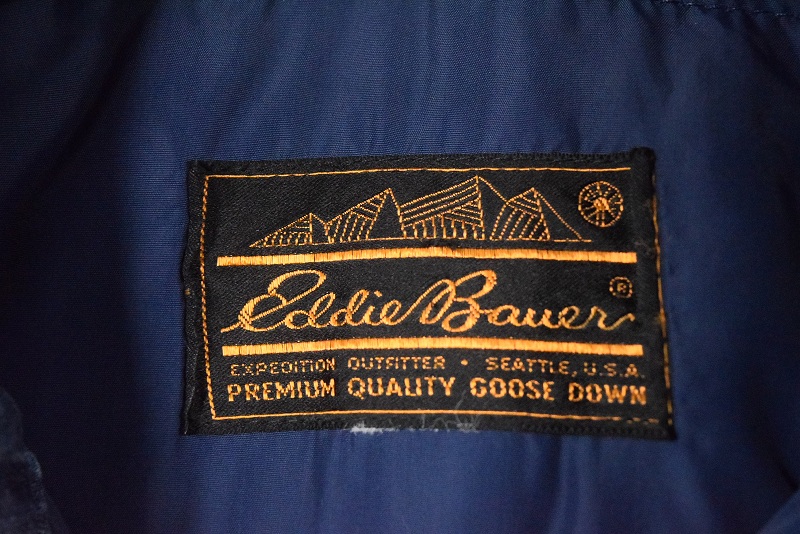 Eddie Bauer ®
EXPEDITION OUTFITTER • SEATTLE, U.S.A.
PREMIUM QUALITY GOOSE DOWN